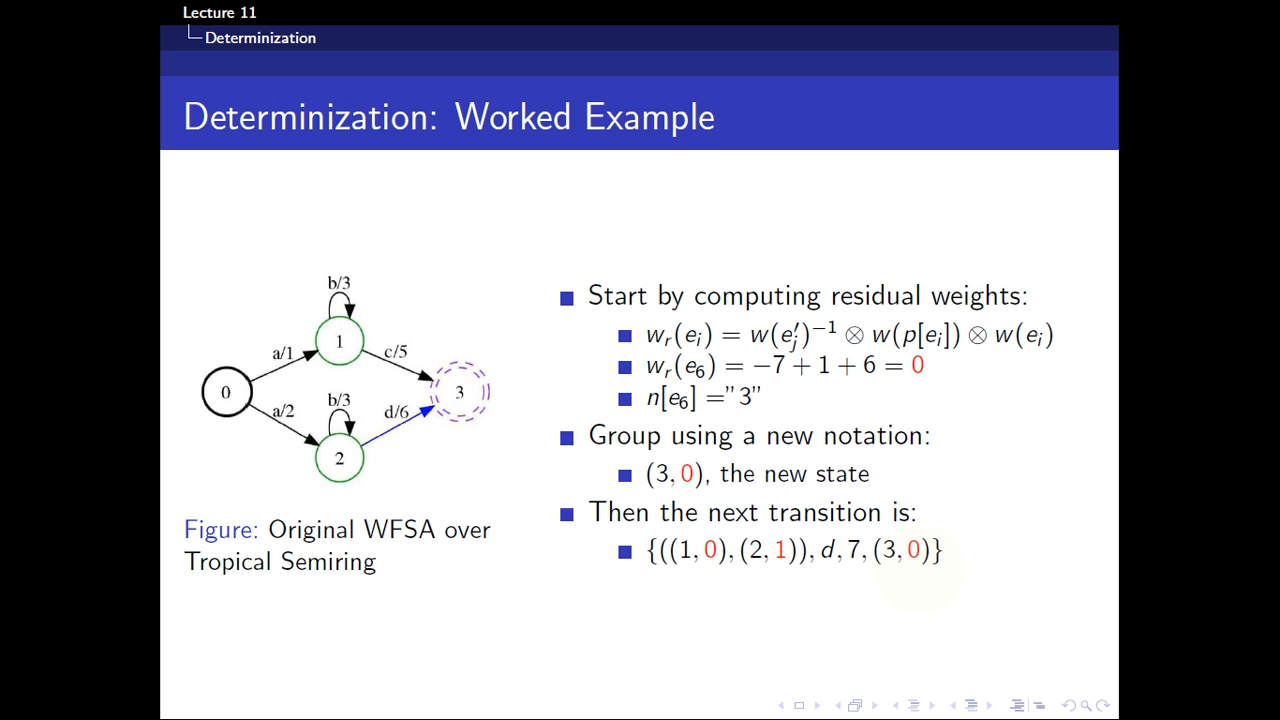 Lecture 11
Determinization
Determinization: Worked Example
b/3
1
a/1
c/5
0
3
b/3
a/2
d/6
2
Figure: Original WFSA over
Tropical Semiring
Start by computing residual weights:
w_r(e_i) = w(e′_j)⁻¹ ⊗ w(p[e_i]) ⊗ w(e_i)
w_r(e_6) = −7 + 1 + 6 = 0
n[e_6] =”3”
Group using a new notation:
(3, 0), the new state
Then the next transition is:
{((1, 0), (2, 1)), d, 7, (3, 0)}